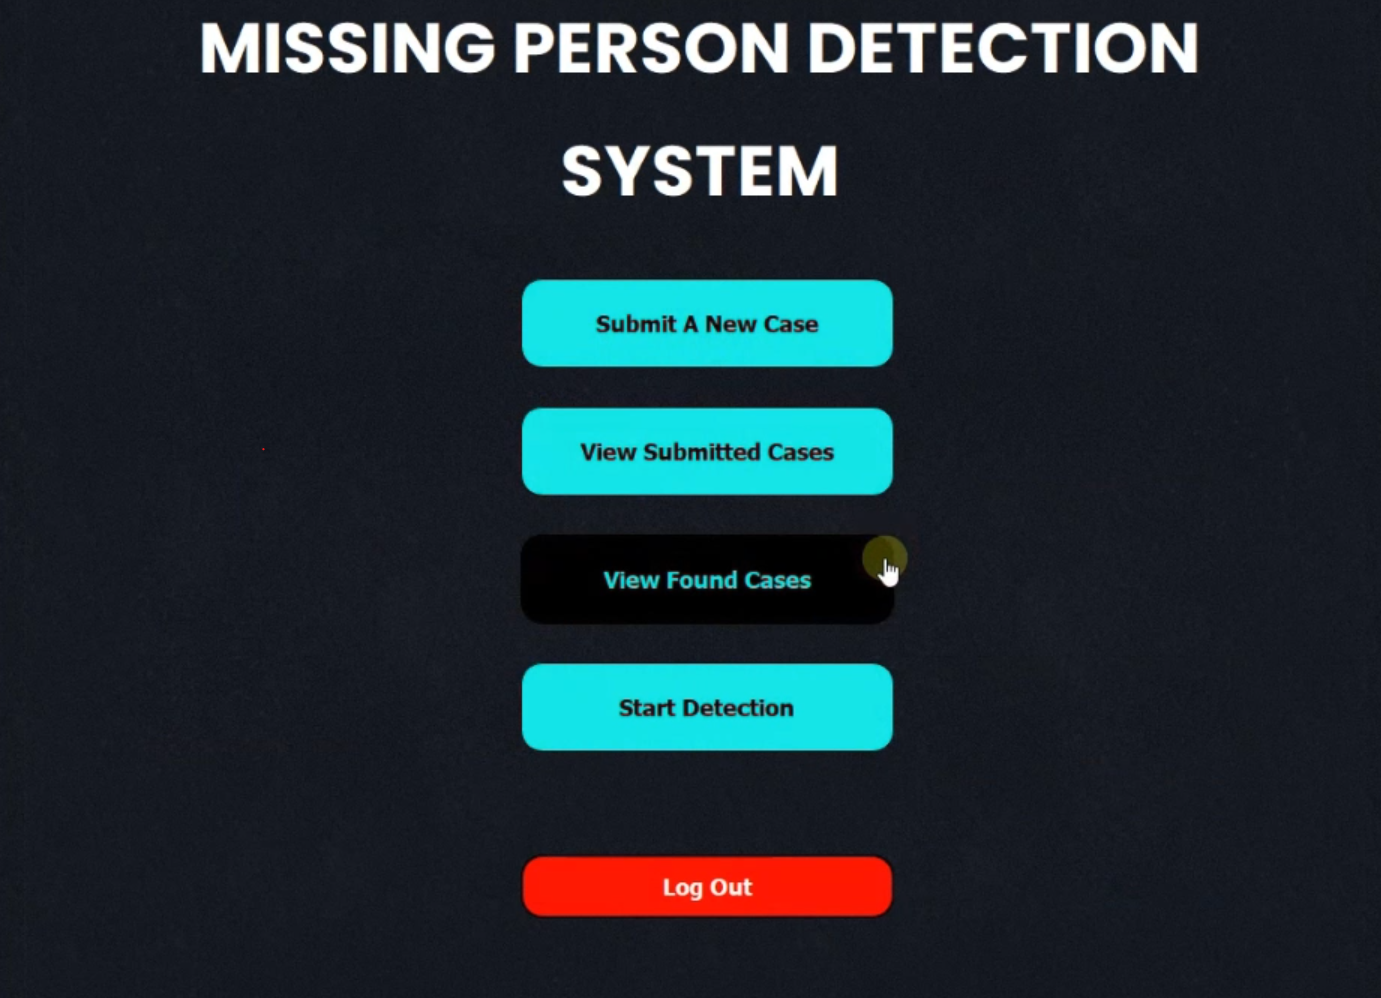 MISSING PERSON DETECTION
SYSTEM
Submit A New Case
View Submitted Cases
View Found Cases
Start Detection
Log Out